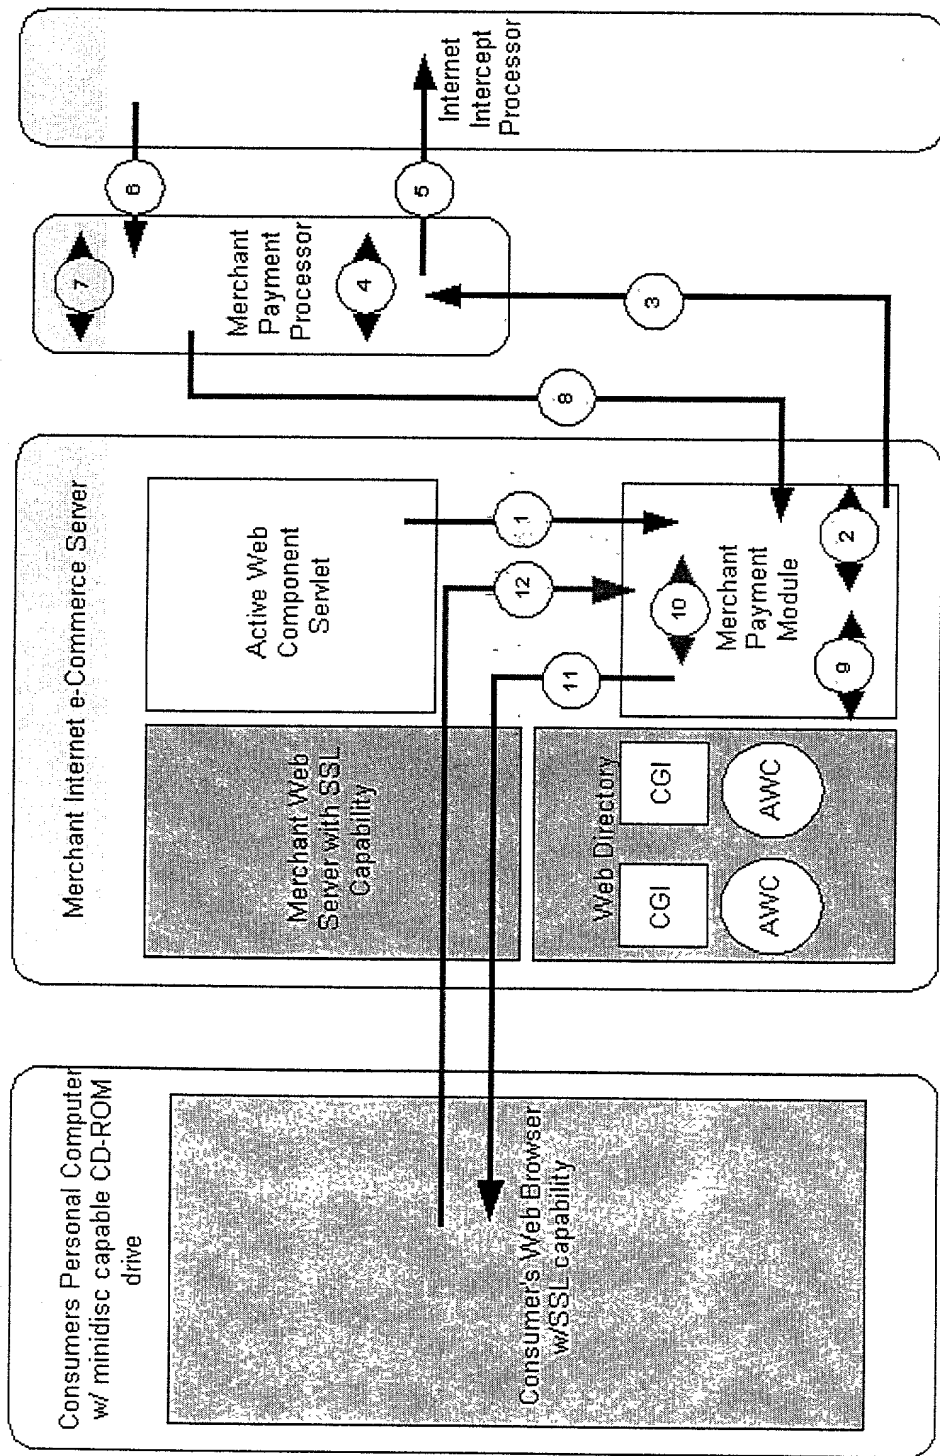 Consumers Personal Computer
w/ minidisc capable CD-ROM
drive
Consumer's Web Browser
w/SSL capability
Merchant Internet e-Commerce Server
Merchant Web
Server with SSL
Capability
Active Web
Component
Servlet
Web Directory
CGI
CGI
AWC
AWC
11
12
1
10
Merchant
Payment
Module
9
2
8
3
7
Merchant
Payment
Processor
4
6
5
Internet
Intercept
Processor